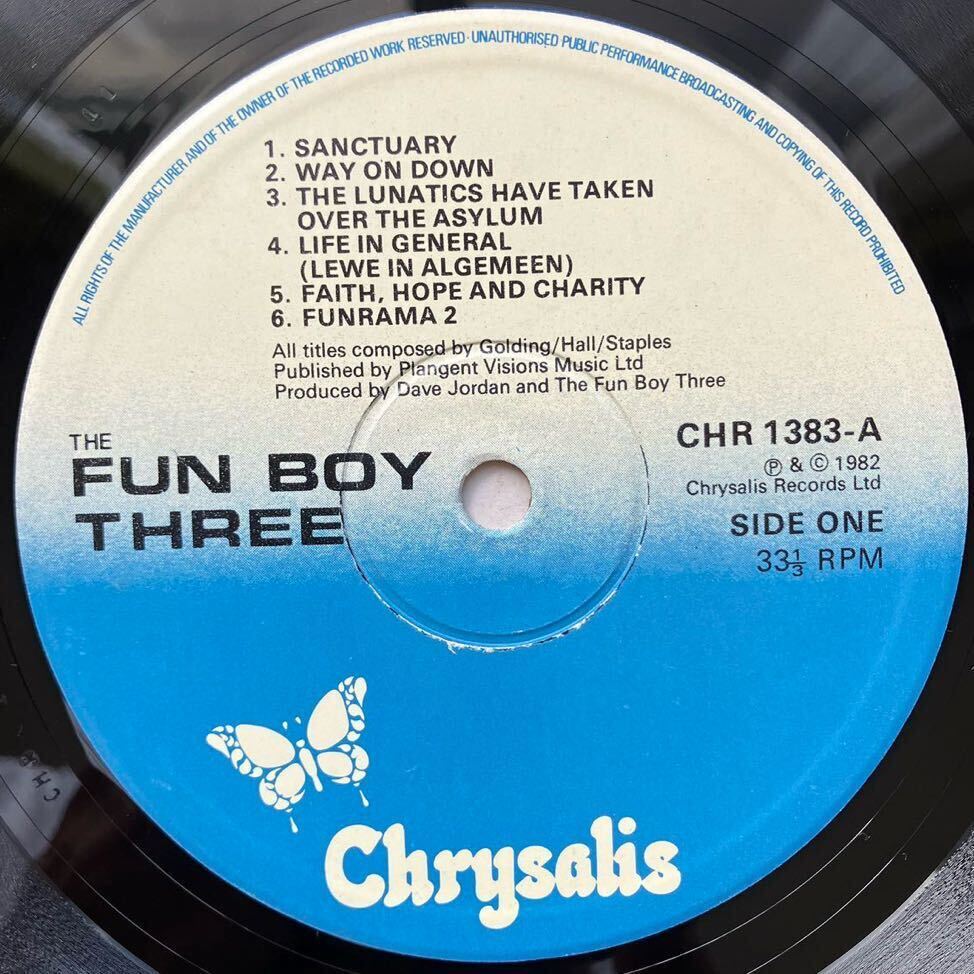 ALL RIGHTS OF THE MANUFACTURER AND OF THE OWNER OF THE RECORDED WORK RESERVED · UNAUTHORISED PUBLIC PERFORMANCE BROADCASTING AND COPYING OF THIS RECORD PROHIBITED
1. SANCTUARY
2. WAY ON DOWN
3. THE LUNATICS HAVE TAKEN
OVER THE ASYLUM
4. LIFE IN GENERAL
(LEWE IN ALGEMEEN)
5. FAITH, HOPE AND CHARITY
6. FUNRAMA 2
All titles composed by Golding/Hall/Staples
Published by Plangent Visions Music Ltd
Produced by Dave Jordan and The Fun Boy Three
THE
FUN BOY
THREE
CHR 1383-A
℗ & © 1982
Chrysalis Records Ltd
SIDE ONE
33⅓ RPM
Chrysalis